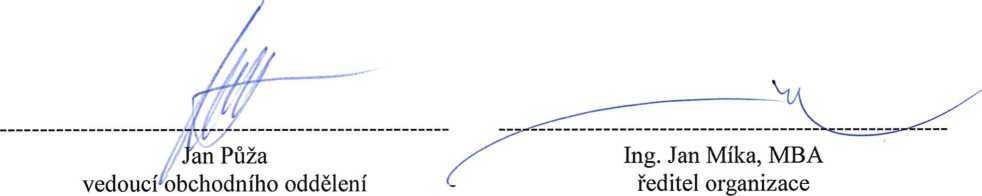 Jan Půža
vedoucí obchodního oddělení
Ing. Jan Míka, MBA
ředitel organizace